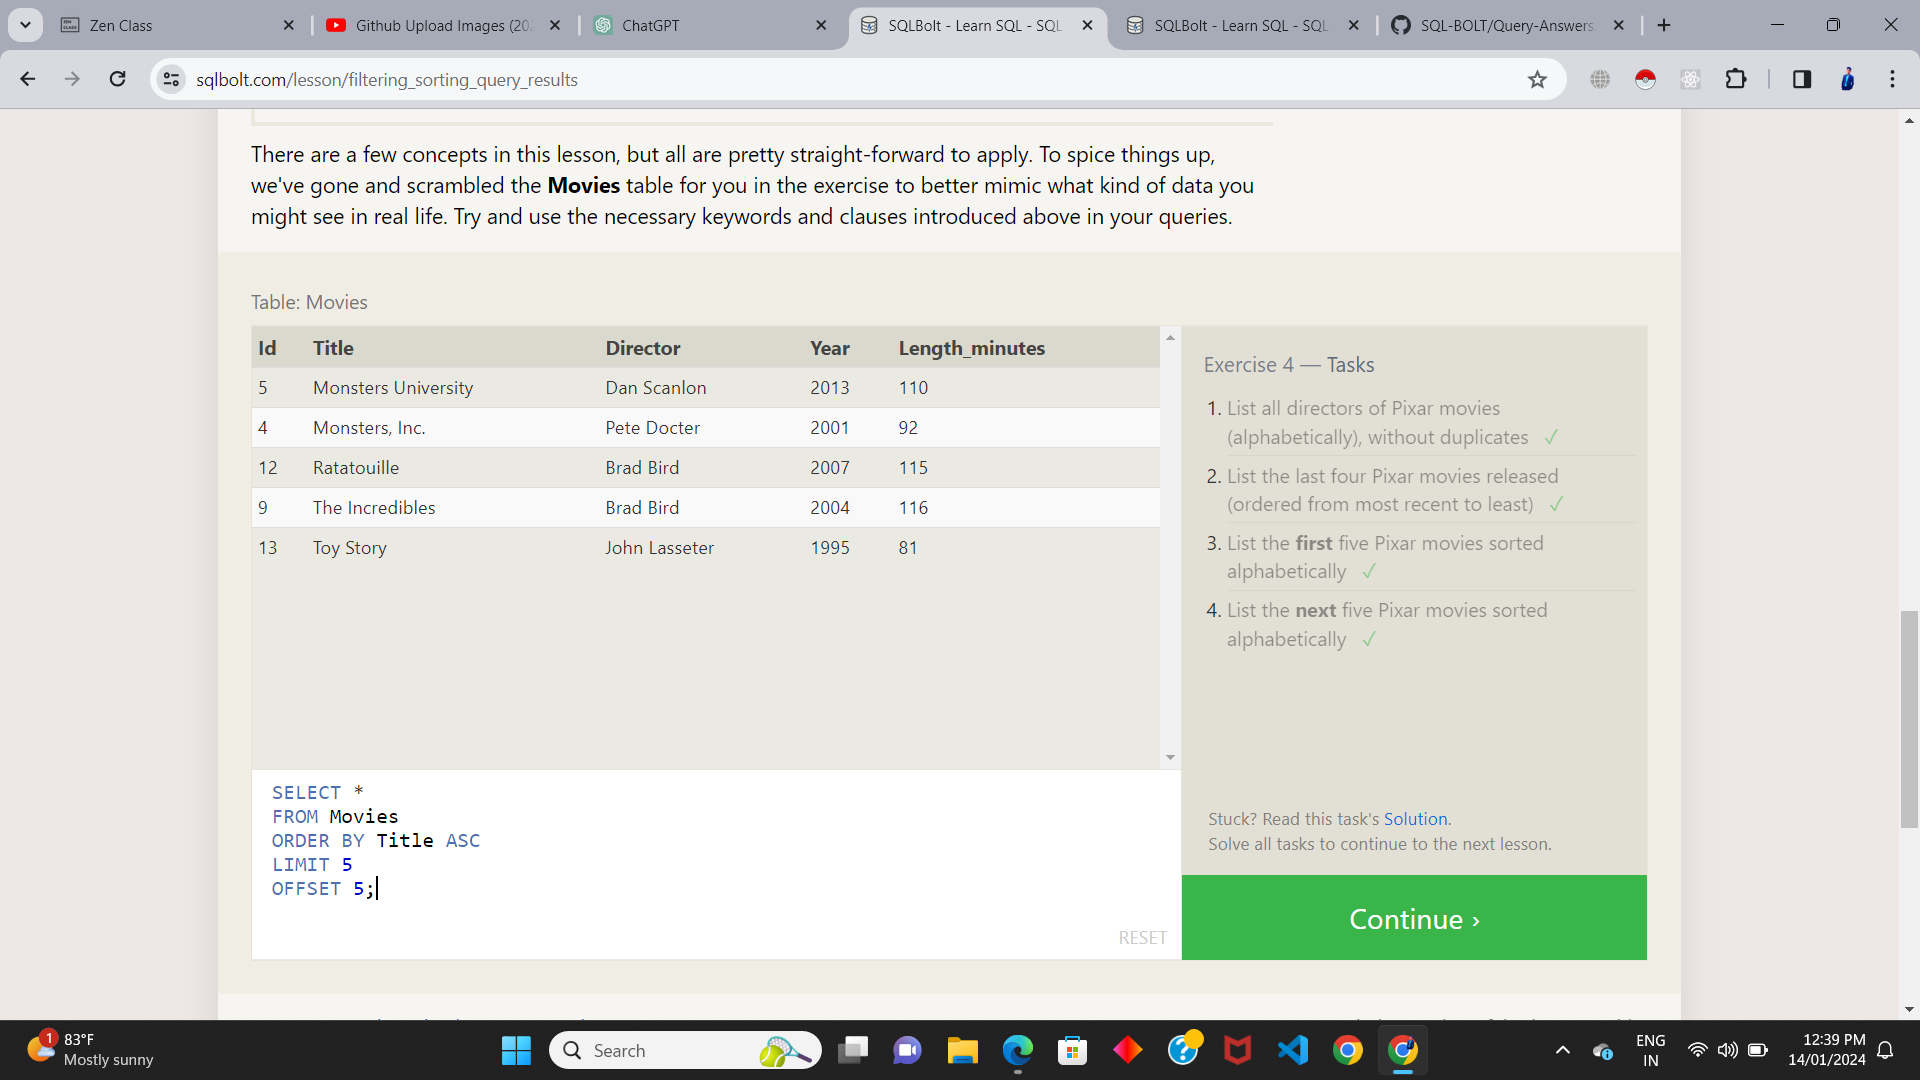 Zen Class
Github Upload Images (20
ChatGPT
SQLBolt - Learn SQL - SQL
SQLBolt - Learn SQL - SQL
SQL-BOLT/Query-Answers
sqlbolt.com/lesson/filtering_sorting_query_results
There are a few concepts in this lesson, but all are pretty straight-forward to apply. To spice things up,
we've gone and scrambled the Movies table for you in the exercise to better mimic what kind of data you
might see in real life. Try and use the necessary keywords and clauses introduced above in your queries.
Table: Movies
Id Title Director Year Length_minutes
5 Monsters University Dan Scanlon 2013 110
4 Monsters, Inc. Pete Docter 2001 92
12 Ratatouille Brad Bird 2007 115
9 The Incredibles Brad Bird 2004 116
13 Toy Story John Lasseter 1995 81
SELECT *
FROM Movies
ORDER BY Title ASC
LIMIT 5
OFFSET 5;
RESET
Exercise 4 — Tasks
1. List all directors of Pixar movies
(alphabetically), without duplicates ✓
2. List the last four Pixar movies released
(ordered from most recent to least) ✓
3. List the first five Pixar movies sorted
alphabetically ✓
4. List the next five Pixar movies sorted
alphabetically ✓
Stuck? Read this task's Solution.
Solve all tasks to continue to the next lesson.
Continue ›
1
83°F
Mostly sunny
Search
ENG
IN
12:39 PM
14/01/2024